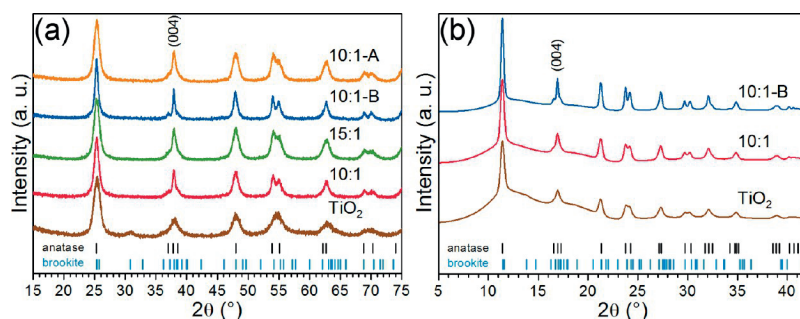 (a)
Intensity (a. u.)
(004)
10:1-A
10:1-B
15:1
10:1
TiO₂
anatase
brookite
15 20 25 30 35 40 45 50 55 60 65 70 75
2θ (°)
(b)
Intensity (a. u.)
(004)
10:1-B
10:1
TiO₂
anatase
brookite
5 10 15 20 25 30 35 40
2θ (°)